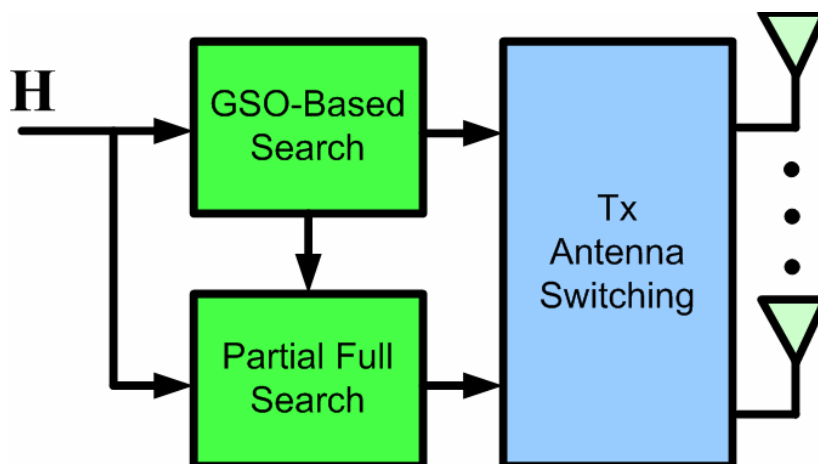 H
GSO-Based
Search
Partial Full
Search
Tx
Antenna
Switching